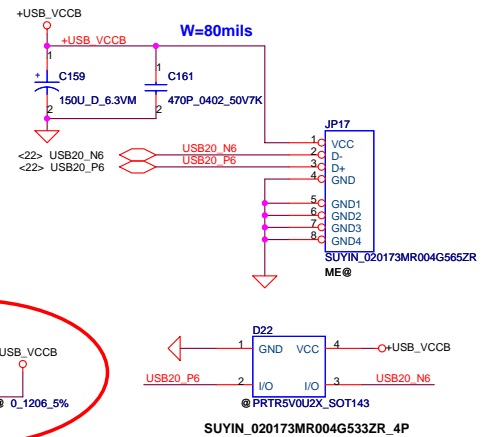 +USB_VCCB
+USB_VCCB
W=80mils
1
1
+
C159
C161
150U_D_6.3VM
470P_0402_50V7K
2
2
JP17
<22> USB20_N6
USB20_N6
<22> USB20_P6
USB20_P6
1 VCC
2 D-
3 D+
4 GND
5 GND1
6 GND2
7 GND3
8 GND4
SUYIN_020173MR004G565ZR
ME@
D22
1 GND VCC 4
+USB_VCCB
USB20_P6 2 I/O I/O 3 USB20_N6
@ PRTR5V0U2X_SOT143
SUYIN_020173MR004G533ZR_4P
USB_VCCB
@ 0_1206_5%